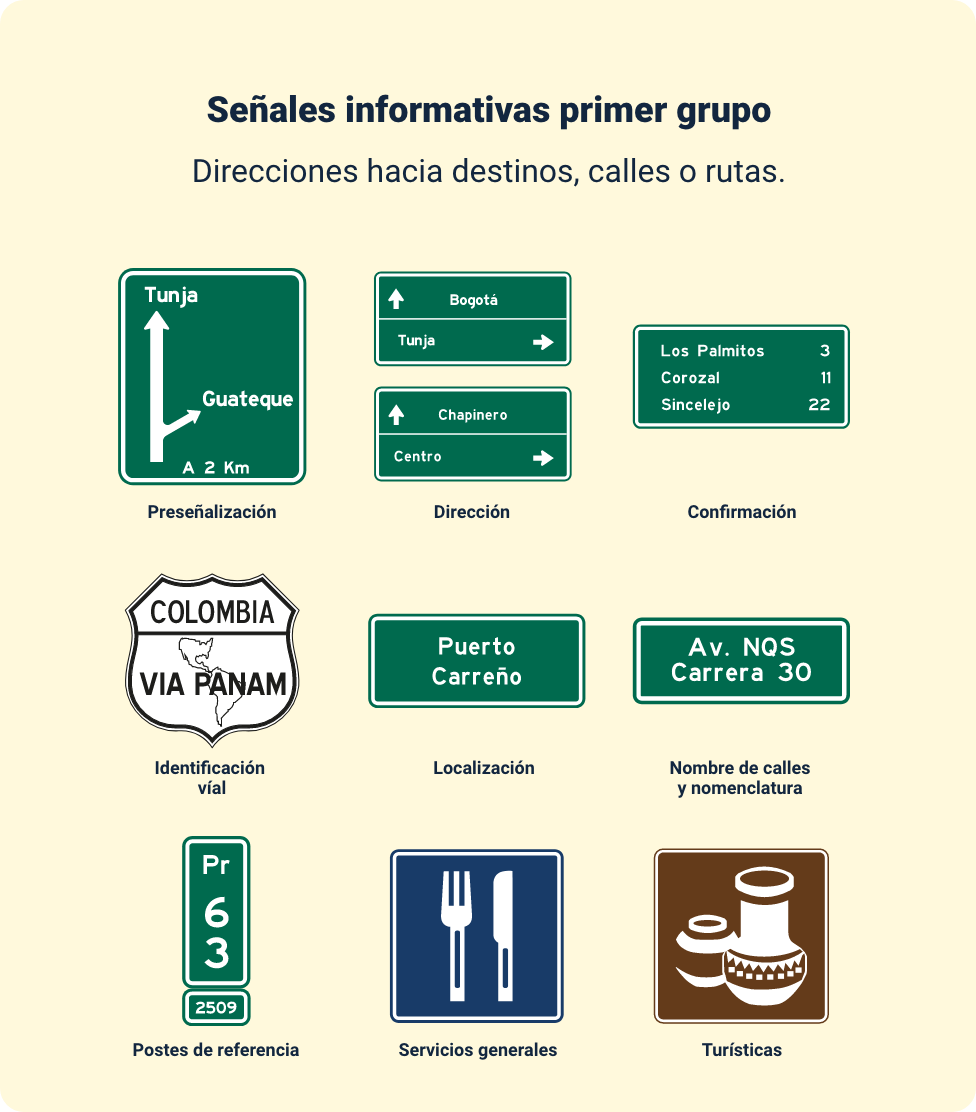 Señales informativas primer grupo
Direcciones hacia destinos, calles o rutas.
Tunja
Guateque
A 2 Km
Preseñalización
Bogotá
Tunja
Chapinero
Centro
Dirección
Los Palmitos 3
Corozal 11
Sincelejo 22
Confirmación
COLOMBIA
VIA PANAM
Identificación
víal
Puerto
Carreño
Localización
Av. NQS
Carrera 30
Nombre de calles
y nomenclatura
Pr
6
3
2509
Postes de referencia
Servicios generales
Turísticas